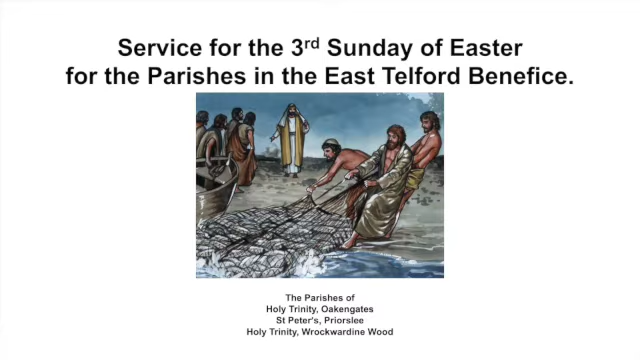 Service for the 3rd Sunday of Easter
for the Parishes in the East Telford Benefice.
The Parishes of
Holy Trinity, Oakengates
St Peter's, Priorslee
Holy Trinity, Wrockwardine Wood